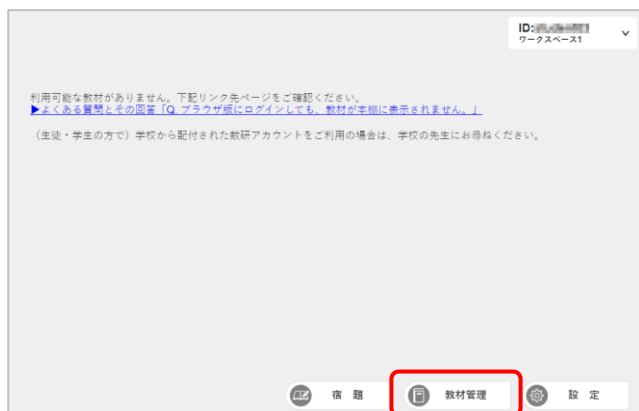 ID:
ワークスペース1
利用可能な教材がありません。下記リンク先ページをご確認ください。
▶よくある質問とその回答「Q. ブラウザ版にログインしても、教材が本棚に表示されません。」
（生徒・学生の方で）学校から配付された数研アカウントをご利用の場合は、学校の先生にお尋ねください。
宿 題 教材管理 設 定